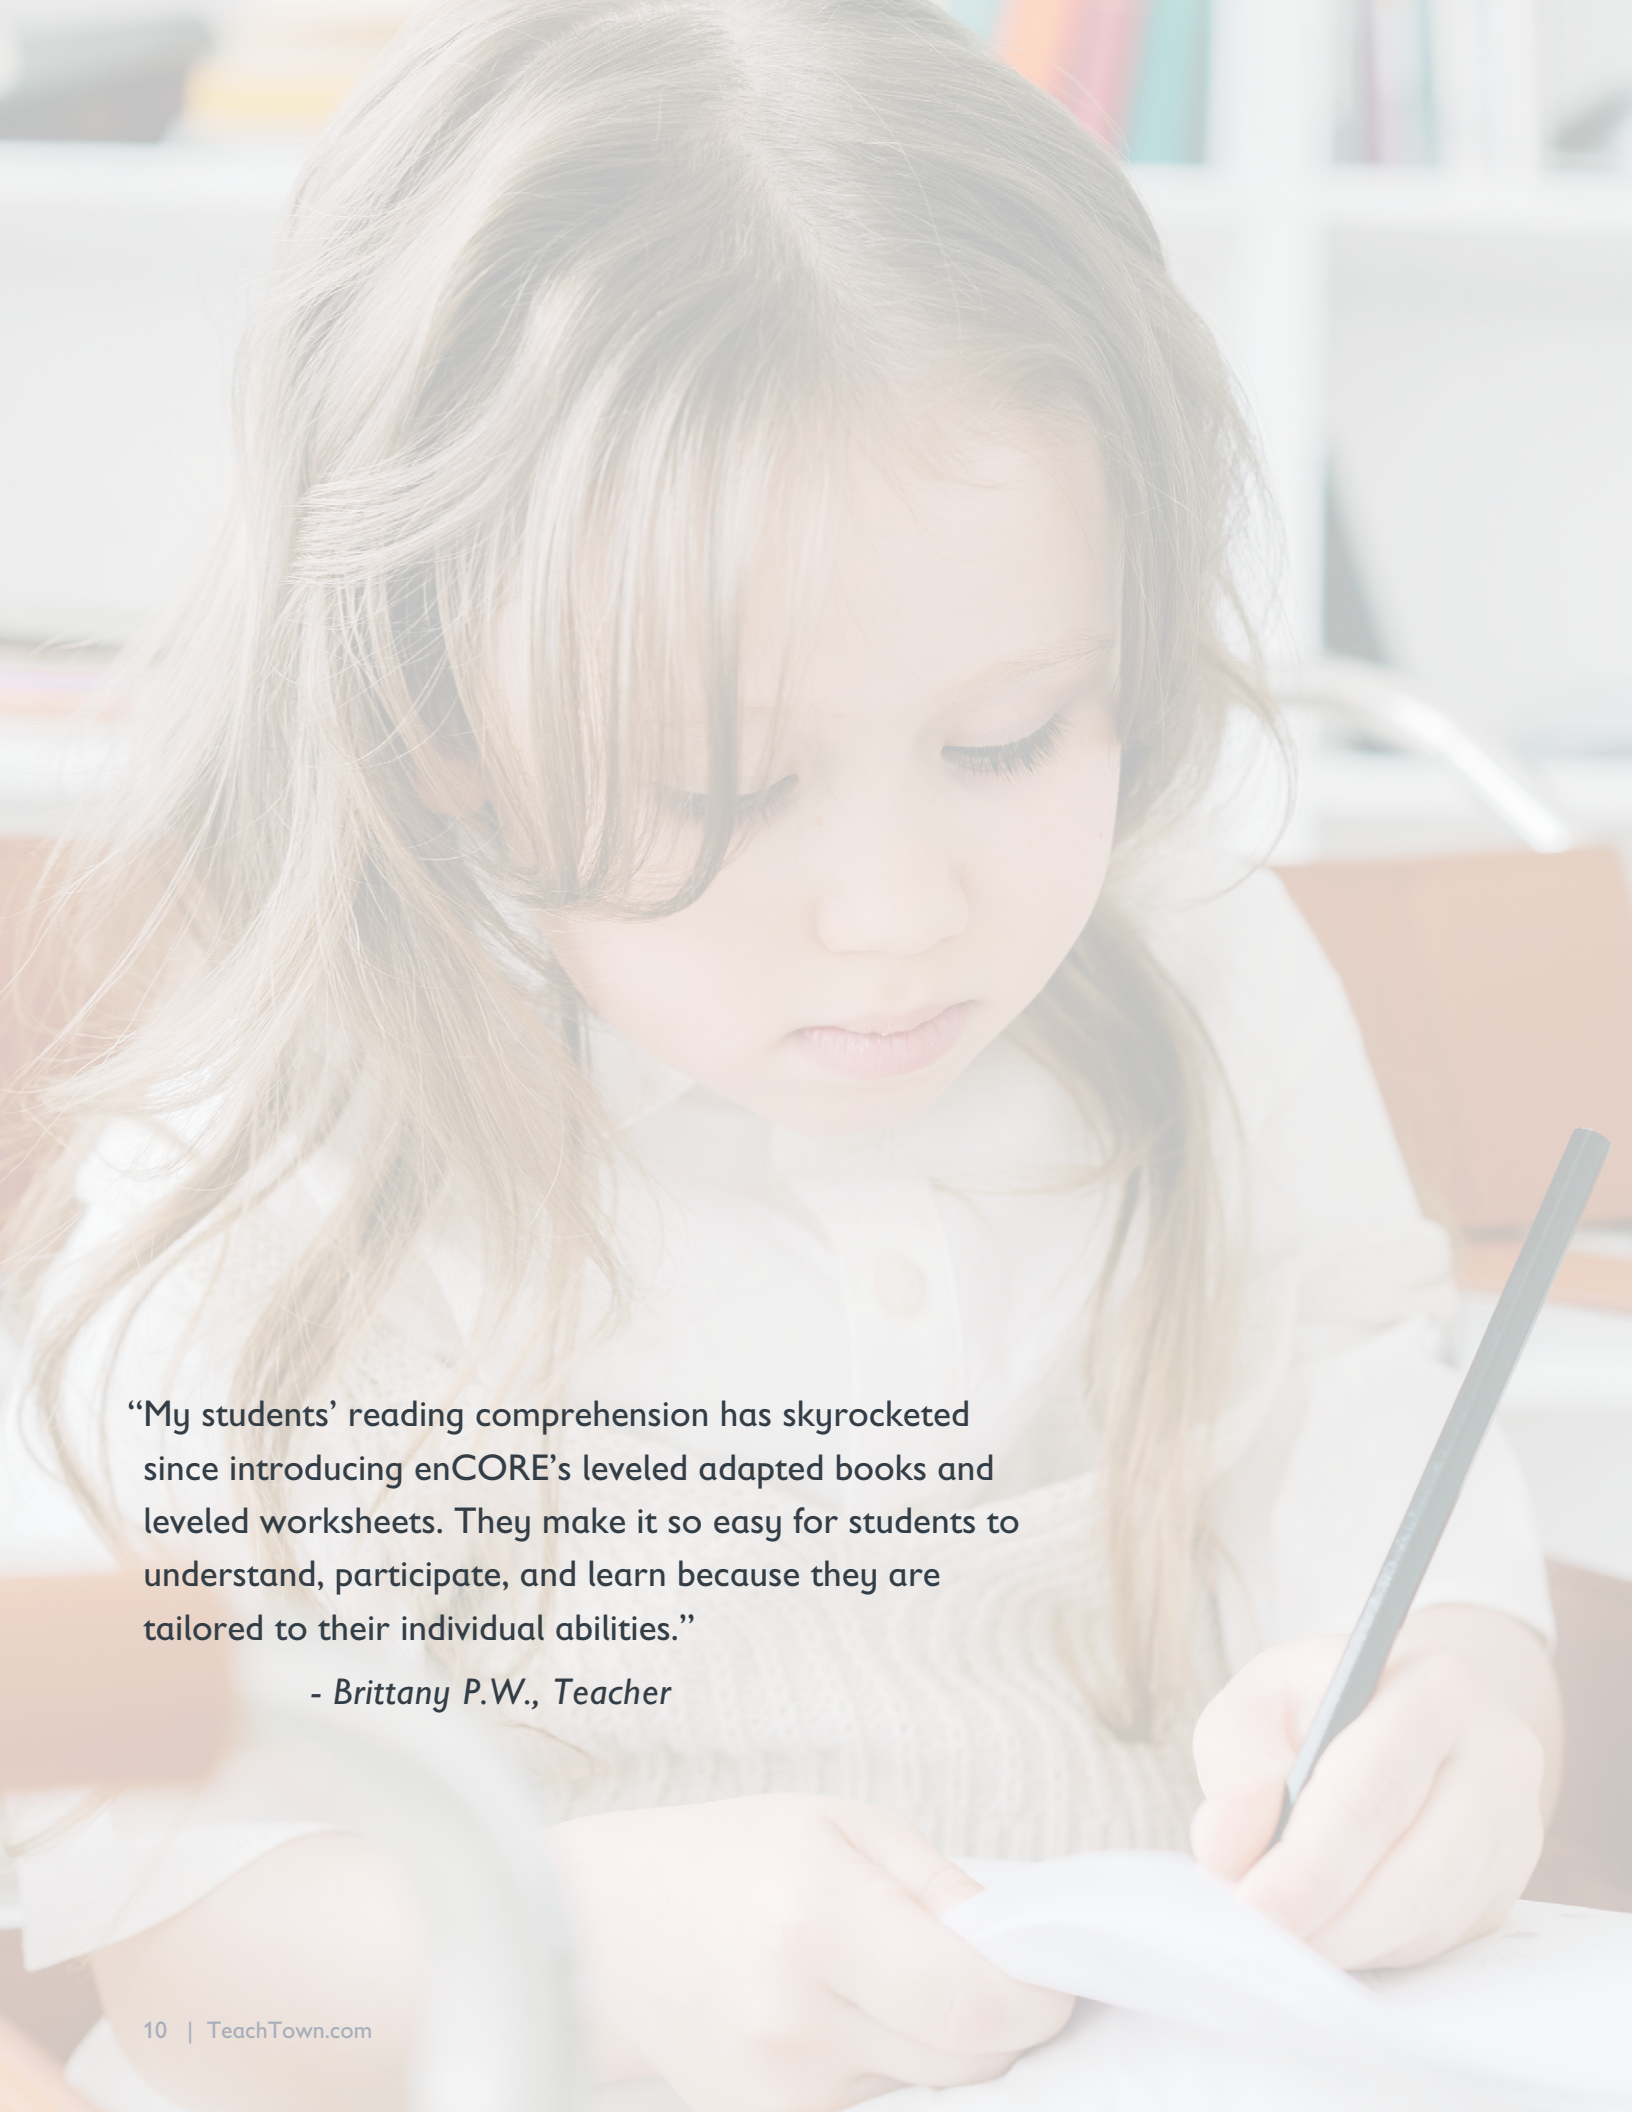 “My students’ reading comprehension has skyrocketed
since introducing enCORE’s leveled adapted books and
leveled worksheets. They make it so easy for students to
understand, participate, and learn because they are
tailored to their individual abilities.”
- Brittany P.W., Teacher
10 | TeachTown.com